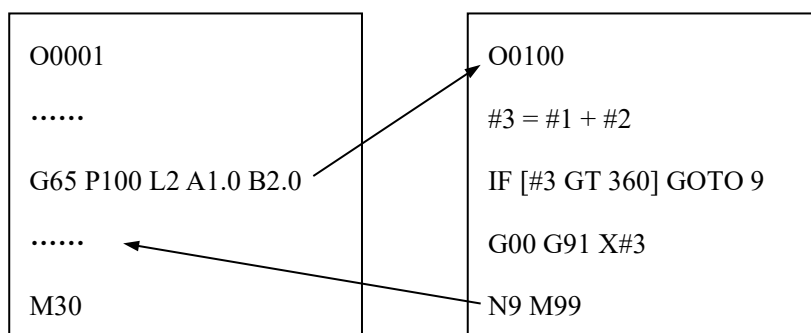 O0001
……
G65 P100 L2 A1.0 B2.0
……
M30
O0100
#3 = #1 + #2
IF [#3 GT 360] GOTO 9
G00 G91 X#3
N9 M99